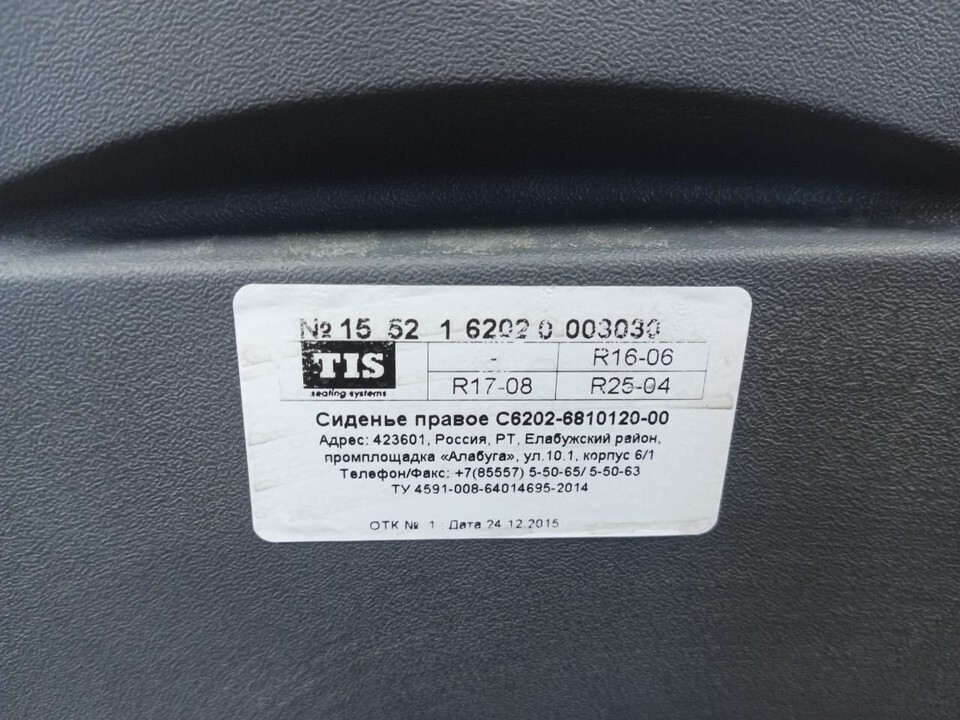 № 15 52 1 6202 0 003030
TIS
seating systems
- R16-06
R17-08 R25-04
Сиденье правое С6202-6810120-00
Адрес: 423601, Россия, РТ, Елабужский район,
промплощадка «Алабуга», ул.10.1, корпус 6/1
Телефон/Факс: +7(85557) 5-50-65/ 5-50-63
ТУ 4591-008-64014695-2014
ОТК № 1 Дата 24.12.2015